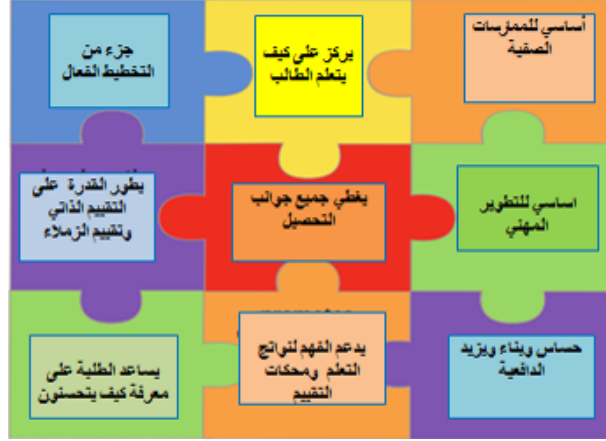 أساسي للممارسات
الصفية
يركز على كيف
يتعلم الطالب
جزء من
التخطيط الفعال
اساسي للتطوير
المهني
يغطي جميع جوانب
التحصيل
يطور القدرة على
التقييم الذاتي
وتقييم الزملاء
حساس وبناء ويزيد
الدافعية
يدعم الفهم لنواتج
التعلم ومحكات
التقييم
يساعد الطلبة على
معرفة كيف يتحسنون